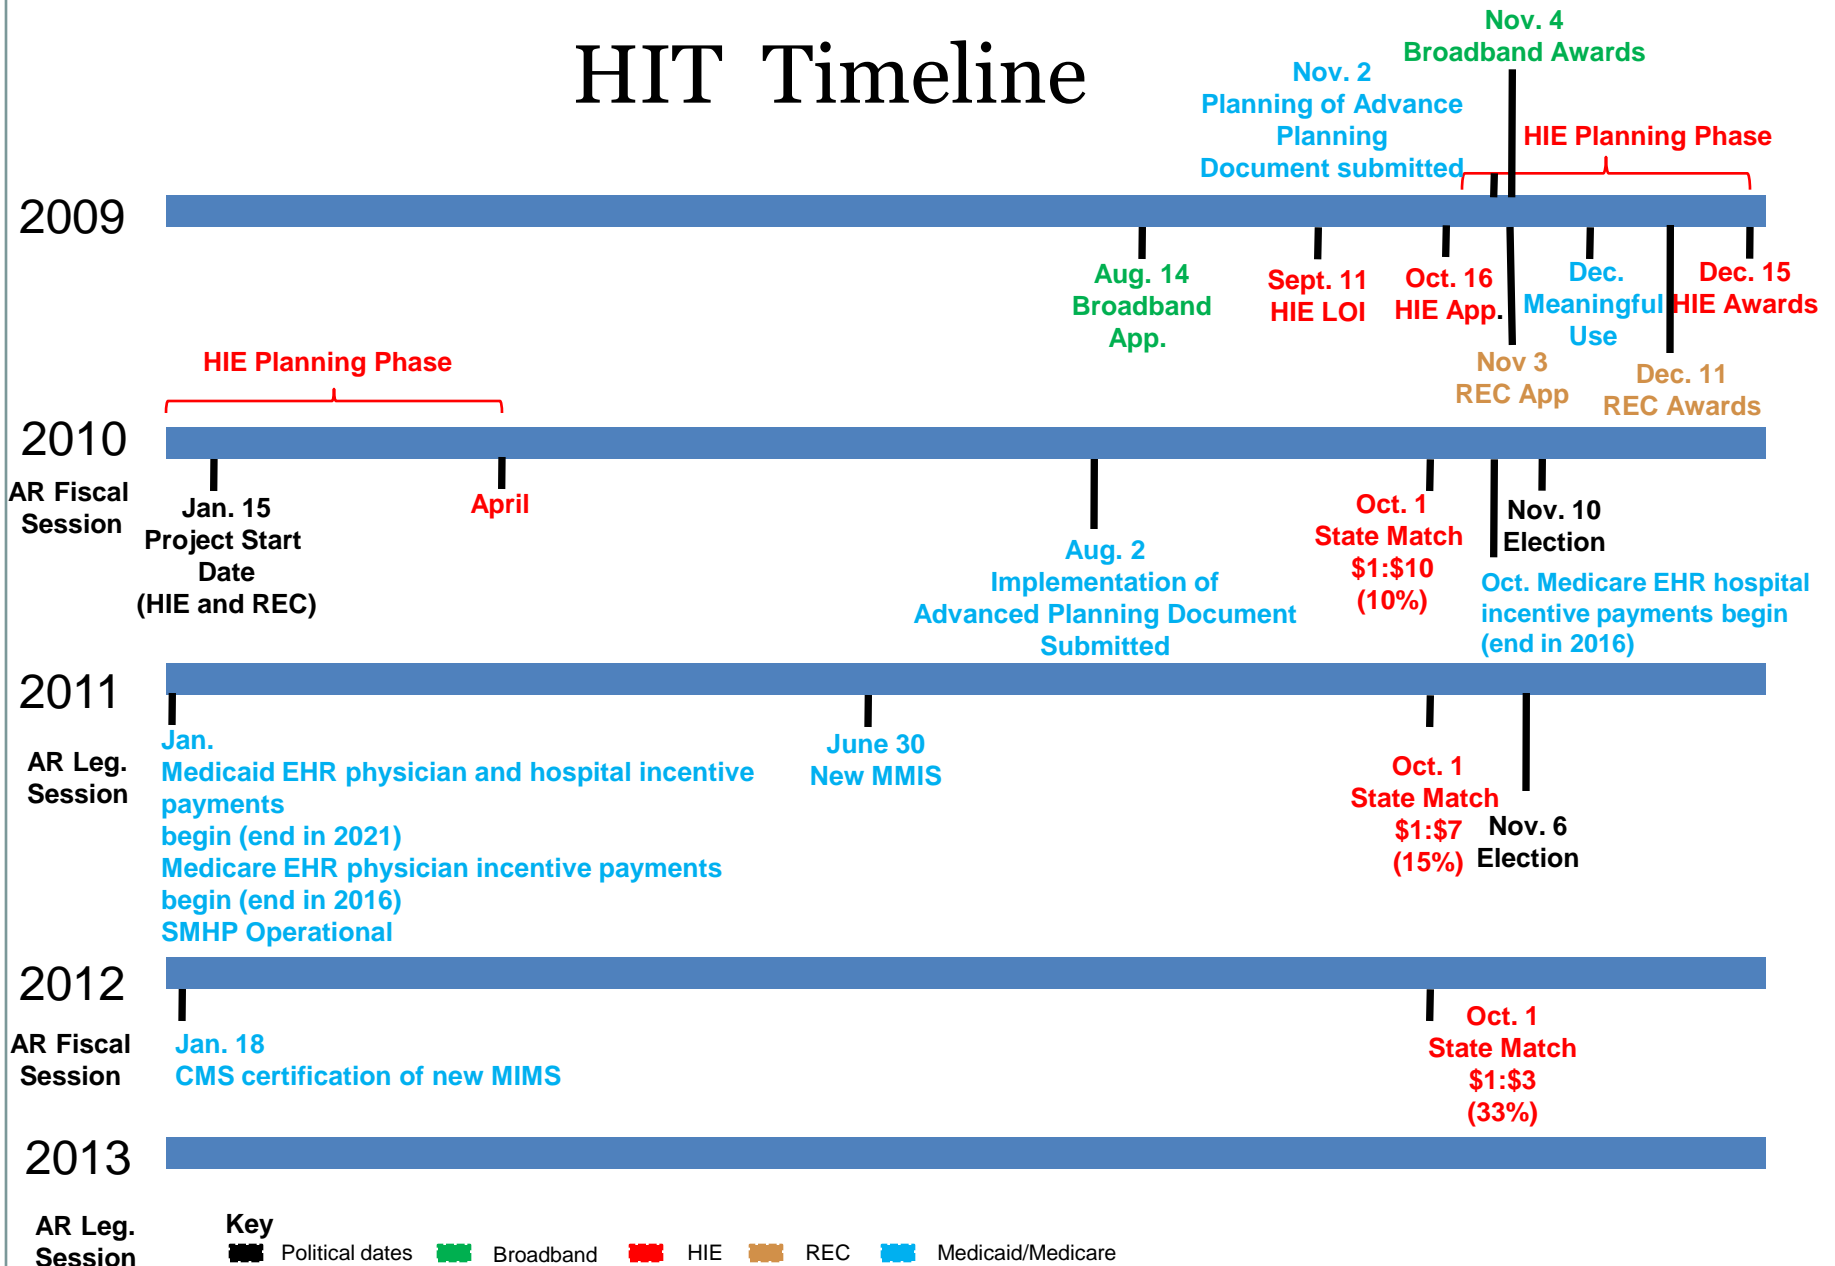 HIT Timeline
Nov. 4
Broadband Awards
Nov. 2
Planning of Advance
Planning
Document submitted
HIE Planning Phase
2009
Aug. 14
Broadband
App.
Sept. 11
HIE LOI
Oct. 16
HIE App.
Nov 3
REC App
Dec.
Meaningful
Use
Dec. 11
REC Awards
Dec. 15
HIE Awards
HIE Planning Phase
2010
AR Fiscal
Session
Jan. 15
Project Start
Date
(HIE and REC)
April
Aug. 2
Implementation of
Advanced Planning Document
Submitted
Oct. 1
State Match
$1:$10
(10%)
Nov. 10
Election
Oct. Medicare EHR hospital
incentive payments begin
(end in 2016)
2011
AR Leg.
Session
Jan.
Medicaid EHR physician and hospital incentive
payments
begin (end in 2021)
Medicare EHR physician incentive payments
begin (end in 2016)
SMHP Operational
June 30
New MMIS
Oct. 1
State Match
$1:$7
(15%)
Nov. 6
Election
2012
AR Fiscal
Session
Jan. 18
CMS certification of new MIMS
Oct. 1
State Match
$1:$3
(33%)
2013
AR Leg.
Session
Key
Political dates
Broadband
HIE
REC
Medicaid/Medicare